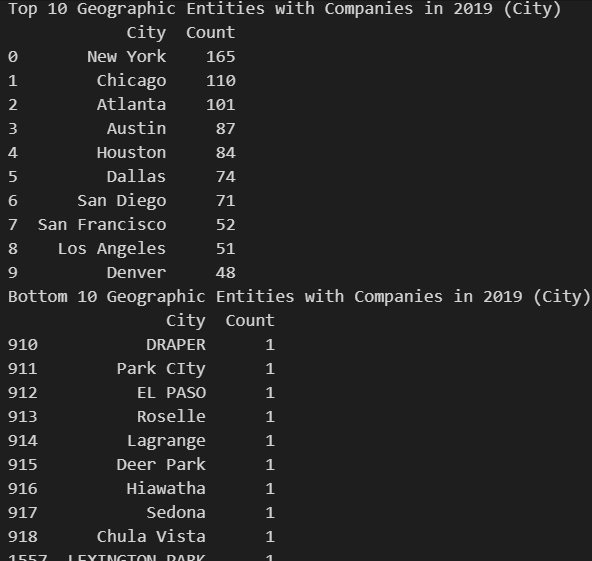 Top 10 Geographic Entities with Companies in 2019 (City)
City Count
0 New York 165
1 Chicago 110
2 Atlanta 101
3 Austin 87
4 Houston 84
5 Dallas 74
6 San Diego 71
7 San Francisco 52
8 Los Angeles 51
9 Denver 48
Bottom 10 Geographic Entities with Companies in 2019 (City)
City Count
910 DRAPER 1
911 Park CIty 1
912 EL PASO 1
913 Roselle 1
914 Lagrange 1
915 Deer Park 1
916 Hiawatha 1
917 Sedona 1
918 Chula Vista 1
1557 LEXINGTON PARK 1